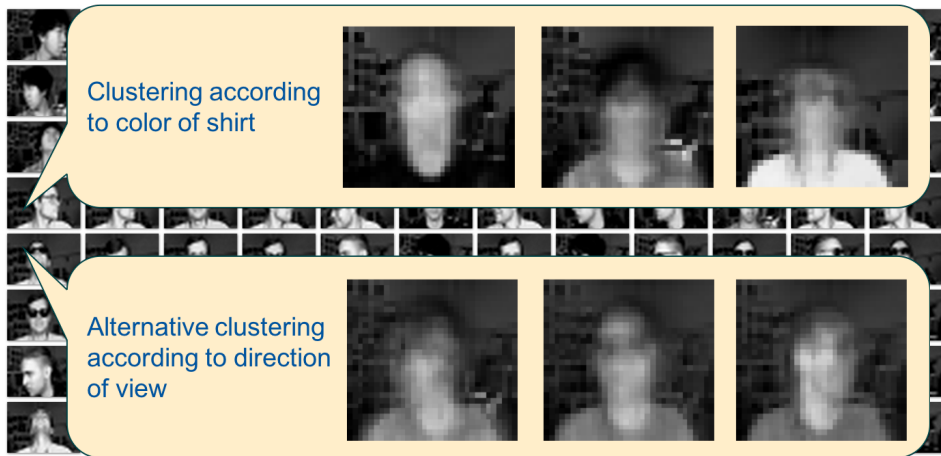 Clustering according
to color of shirt
Alternative clustering
according to direction
of view